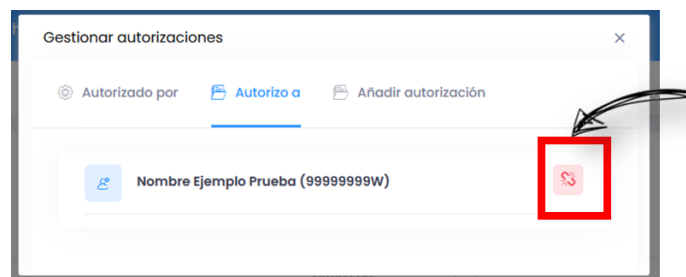 Gestionar autorizaciones
Autorizado por
Autorizo a
Añadir autorización
Nombre Ejemplo Prueba (99999999W)